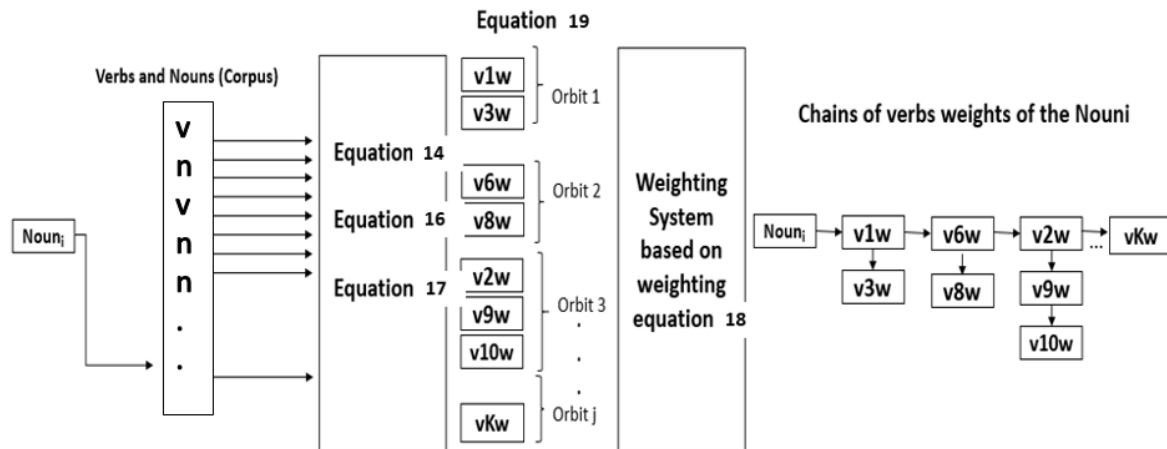 Equation 19
Verbs and Nouns (Corpus)
v
n
v
n
n
.
.
Noun_i
Equation 14
Equation 16
Equation 17
v1w
v3w
Orbit 1
v6w
v8w
Orbit 2
v2w
v9w
v10w
Orbit 3
.
.
.
vKw
Orbit j
Weighting
System
based on
weighting
equation 18
Chains of verbs weights of the Nouni
Noun_i
v1w
v6w
v2w
...
vKw
v3w
v8w
v9w
v10w